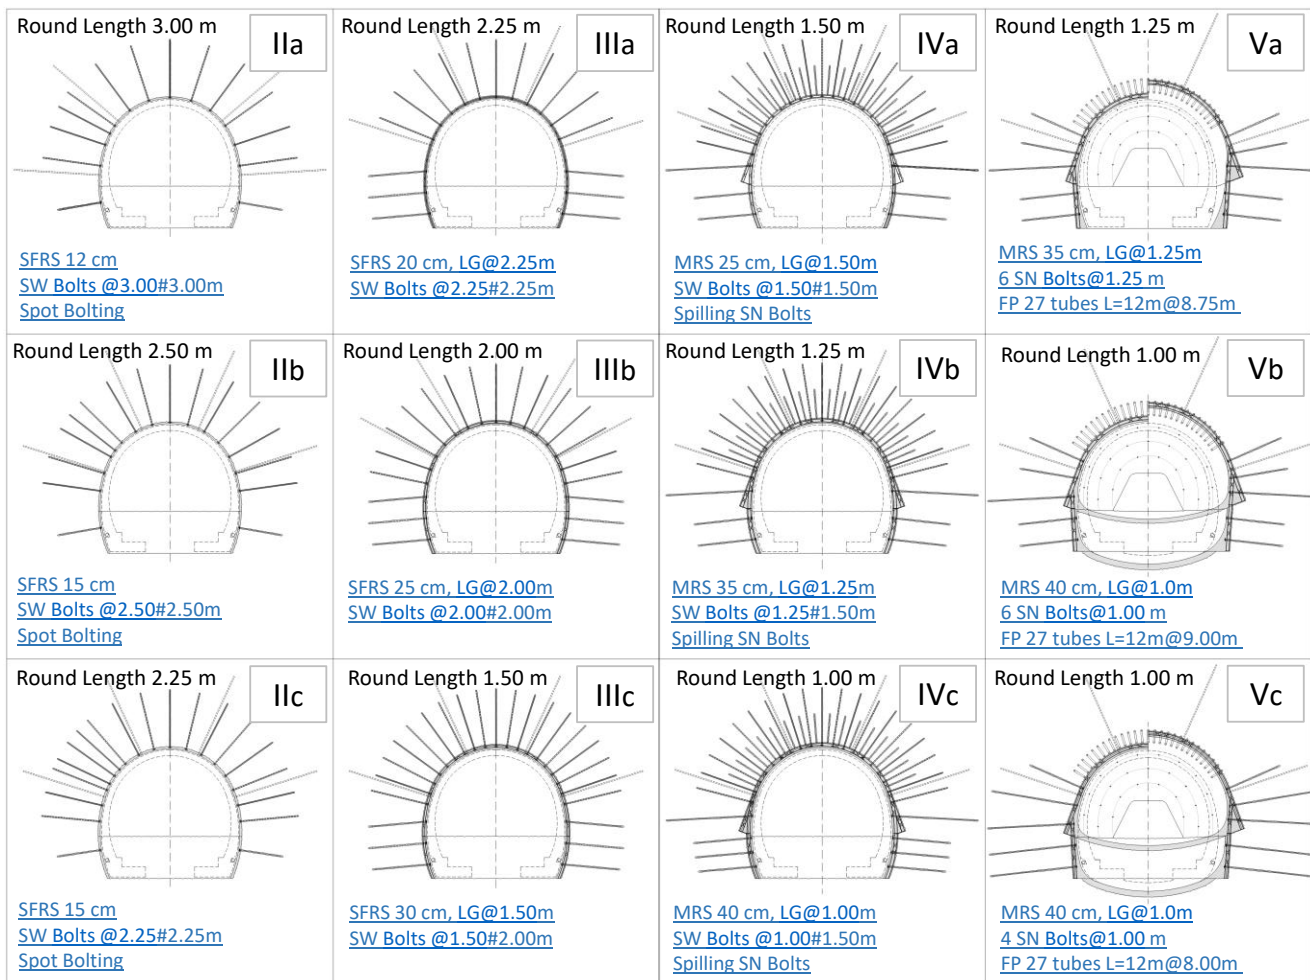 Round Length 3.00 m
IIa
SFRS 12 cm
SW Bolts @3.00#3.00m
Spot Bolting
Round Length 2.25 m
IIIa
SFRS 20 cm, LG@2.25m
SW Bolts @2.25#2.25m
Round Length 1.50 m
IVa
MRS 25 cm, LG@1.50m
SW Bolts @1.50#1.50m
Spilling SN Bolts
Round Length 1.25 m
Va
MRS 35 cm, LG@1.25m
6 SN Bolts@1.25 m
FP 27 tubes L=12m@8.75m
Round Length 2.50 m
IIb
SFRS 15 cm
SW Bolts @2.50#2.50m
Spot Bolting
Round Length 2.00 m
IIIb
SFRS 25 cm, LG@2.00m
SW Bolts @2.00#2.00m
Round Length 1.25 m
IVb
MRS 35 cm, LG@1.25m
SW Bolts @1.25#1.50m
Spilling SN Bolts
Round Length 1.00 m
Vb
MRS 40 cm, LG@1.0m
6 SN Bolts@1.00 m
FP 27 tubes L=12m@9.00m
Round Length 2.25 m
IIc
SFRS 15 cm
SW Bolts @2.25#2.25m
Spot Bolting
Round Length 1.50 m
IIIc
SFRS 30 cm, LG@1.50m
SW Bolts @1.50#2.00m
Round Length 1.00 m
IVc
MRS 40 cm, LG@1.00m
SW Bolts @1.00#1.50m
Spilling SN Bolts
Round Length 1.00 m
Vc
MRS 40 cm, LG@1.0m
4 SN Bolts@1.00 m
FP 27 tubes L=12m@8.00m